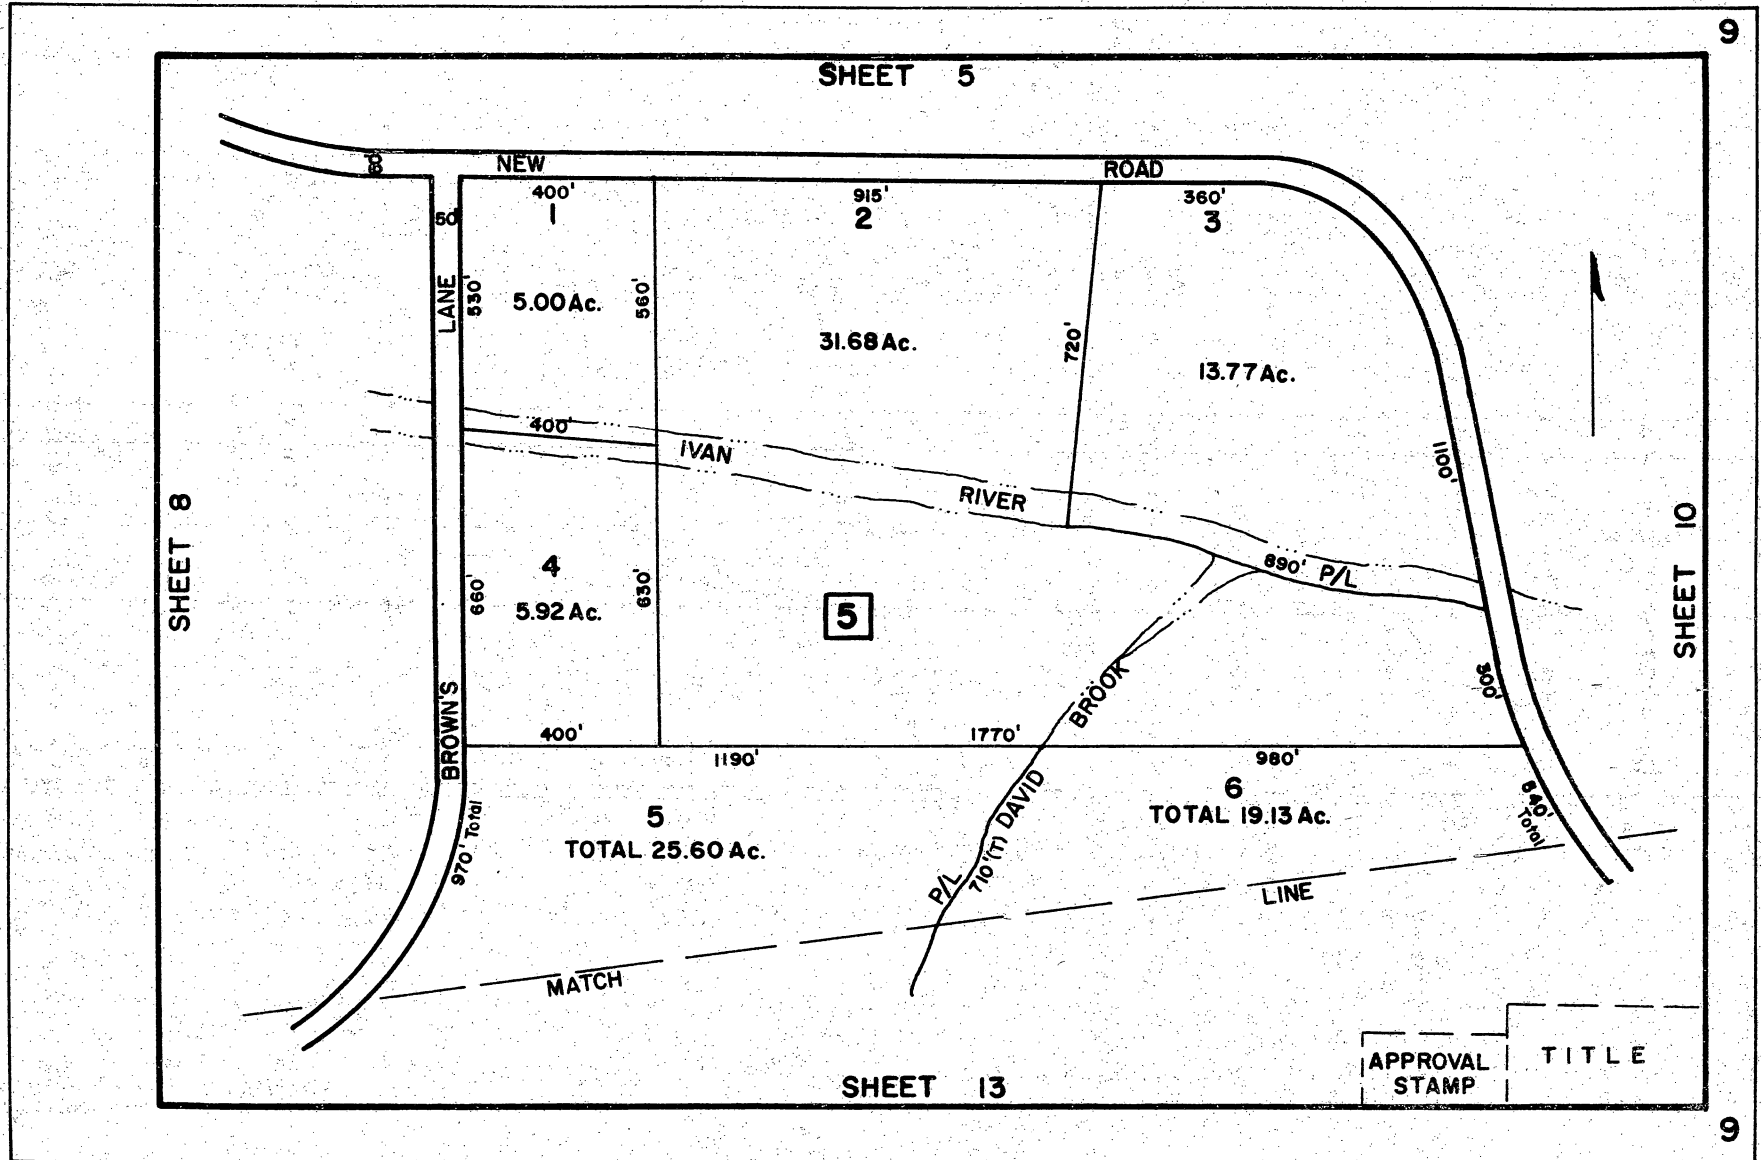 9
SHEET 5
NEW ROAD
60'
50'
400'
1
915'
2
360'
3
LANE
530'
5.00 Ac.
560'
31.68 Ac.
720'
13.77 Ac.
1100'
400'
IVAN RIVER
890' P/L
SHEET 8
SHEET 10
4
660'
5.92 Ac.
630'
5
BROOK
300'
BROWN'S
400'
1190'
1770'
980'
970' Total
5
TOTAL 25.60 Ac.
DAVID
710' (T)
P/L
6
TOTAL 19.13 Ac.
840' Total
MATCH LINE
APPROVAL
STAMP
TITLE
SHEET 13
9